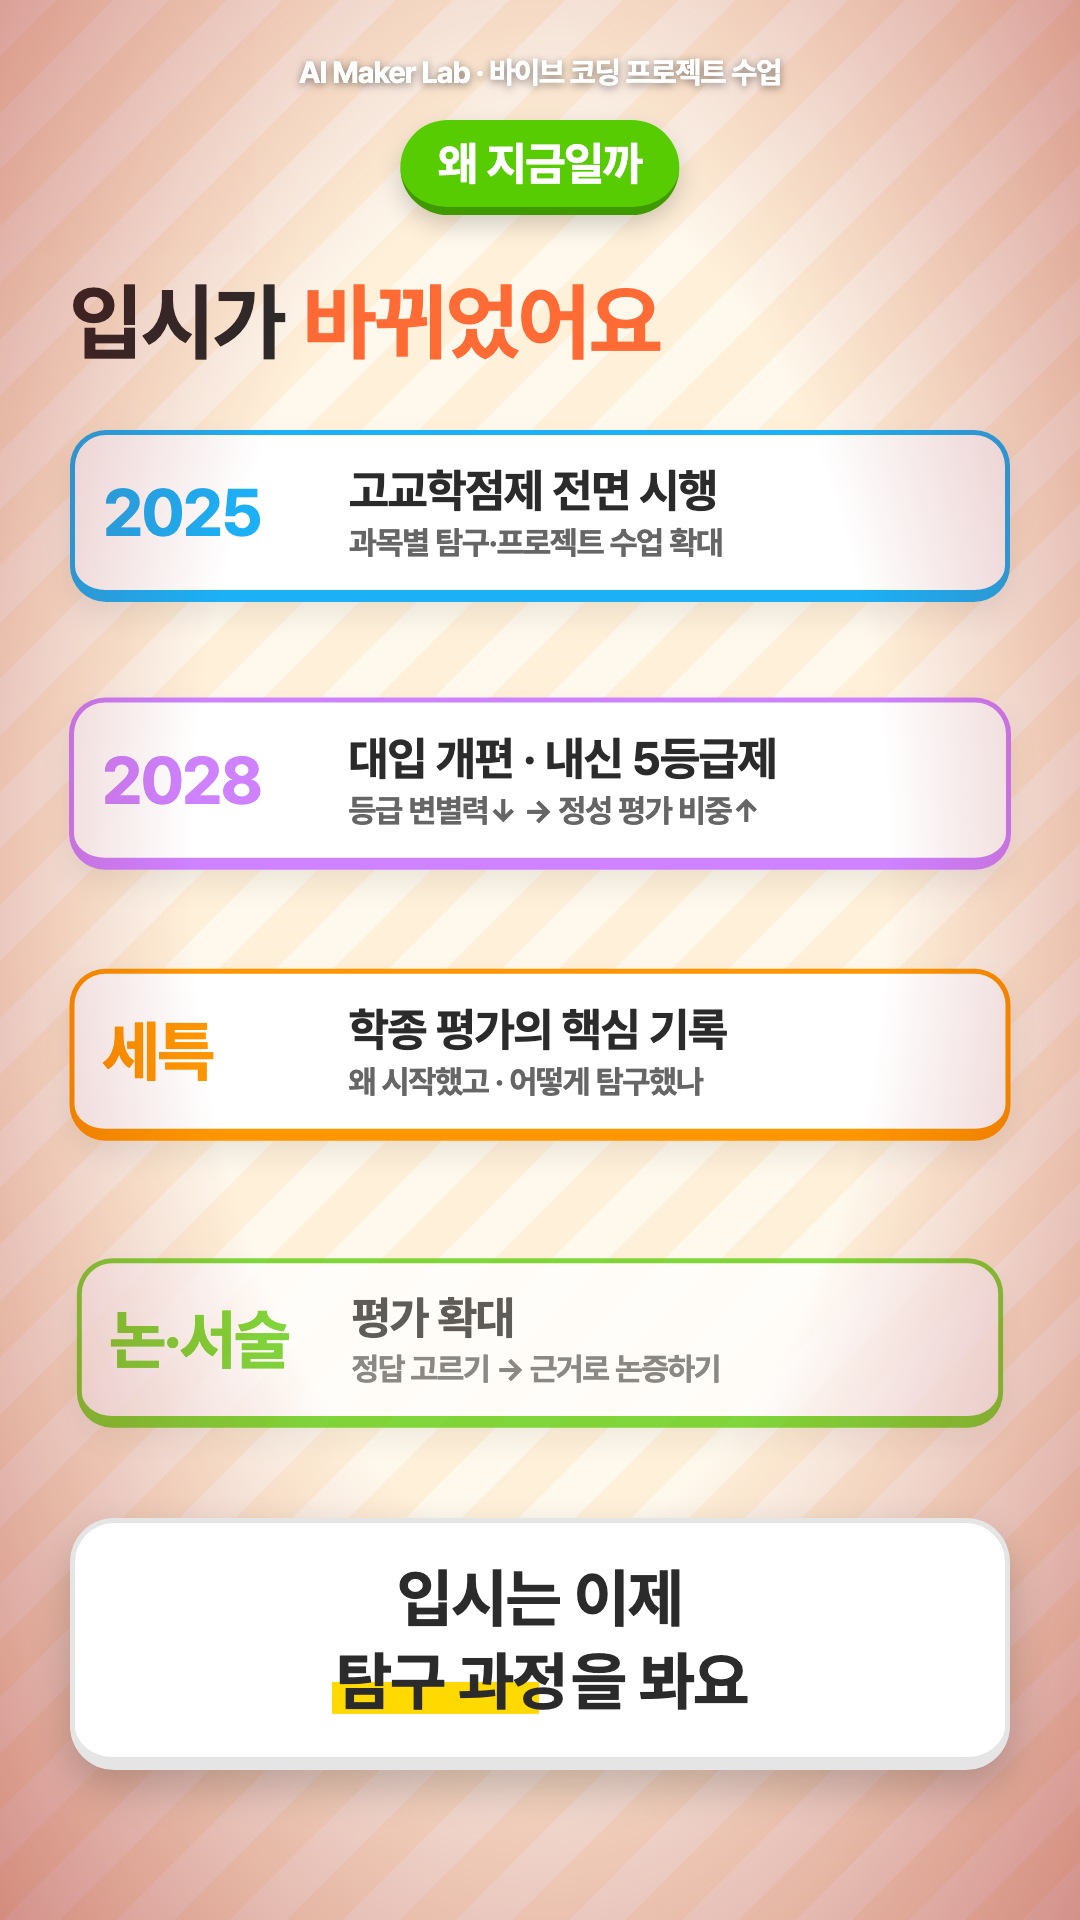 AI Maker Lab · 바이브 코딩 프로젝트 수업
왜 지금일까
입시가 바뀌었어요
2025
고교학점제 전면 시행
과목별 탐구·프로젝트 수업 확대
2028
대입 개편 · 내신 5등급제
등급 변별력↓ → 정성 평가 비중↑
세특
학종 평가의 핵심 기록
왜 시작했고 · 어떻게 탐구했나
논·서술
평가 확대
정답 고르기 → 근거로 논증하기
입시는 이제
탐구 과정을 봐요